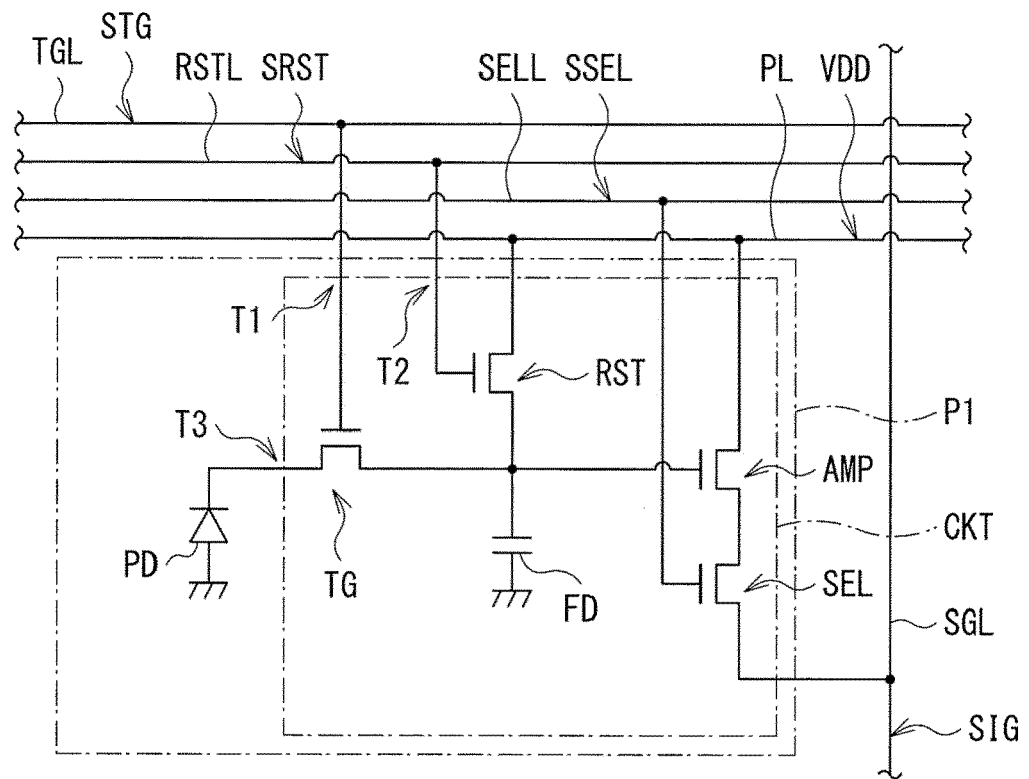 STG
TGL
RSTL SRST SELL SSEL PL VDD
T1
T2
RST
T3
P1
AMP
CKT
PD
TG
FD
SEL
SGL
SIG